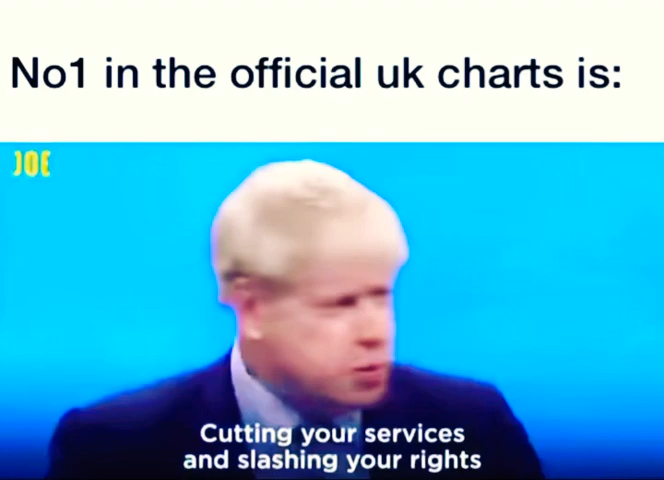 No1 in the official uk charts is:
JOE
Cutting your services
and slashing your rights